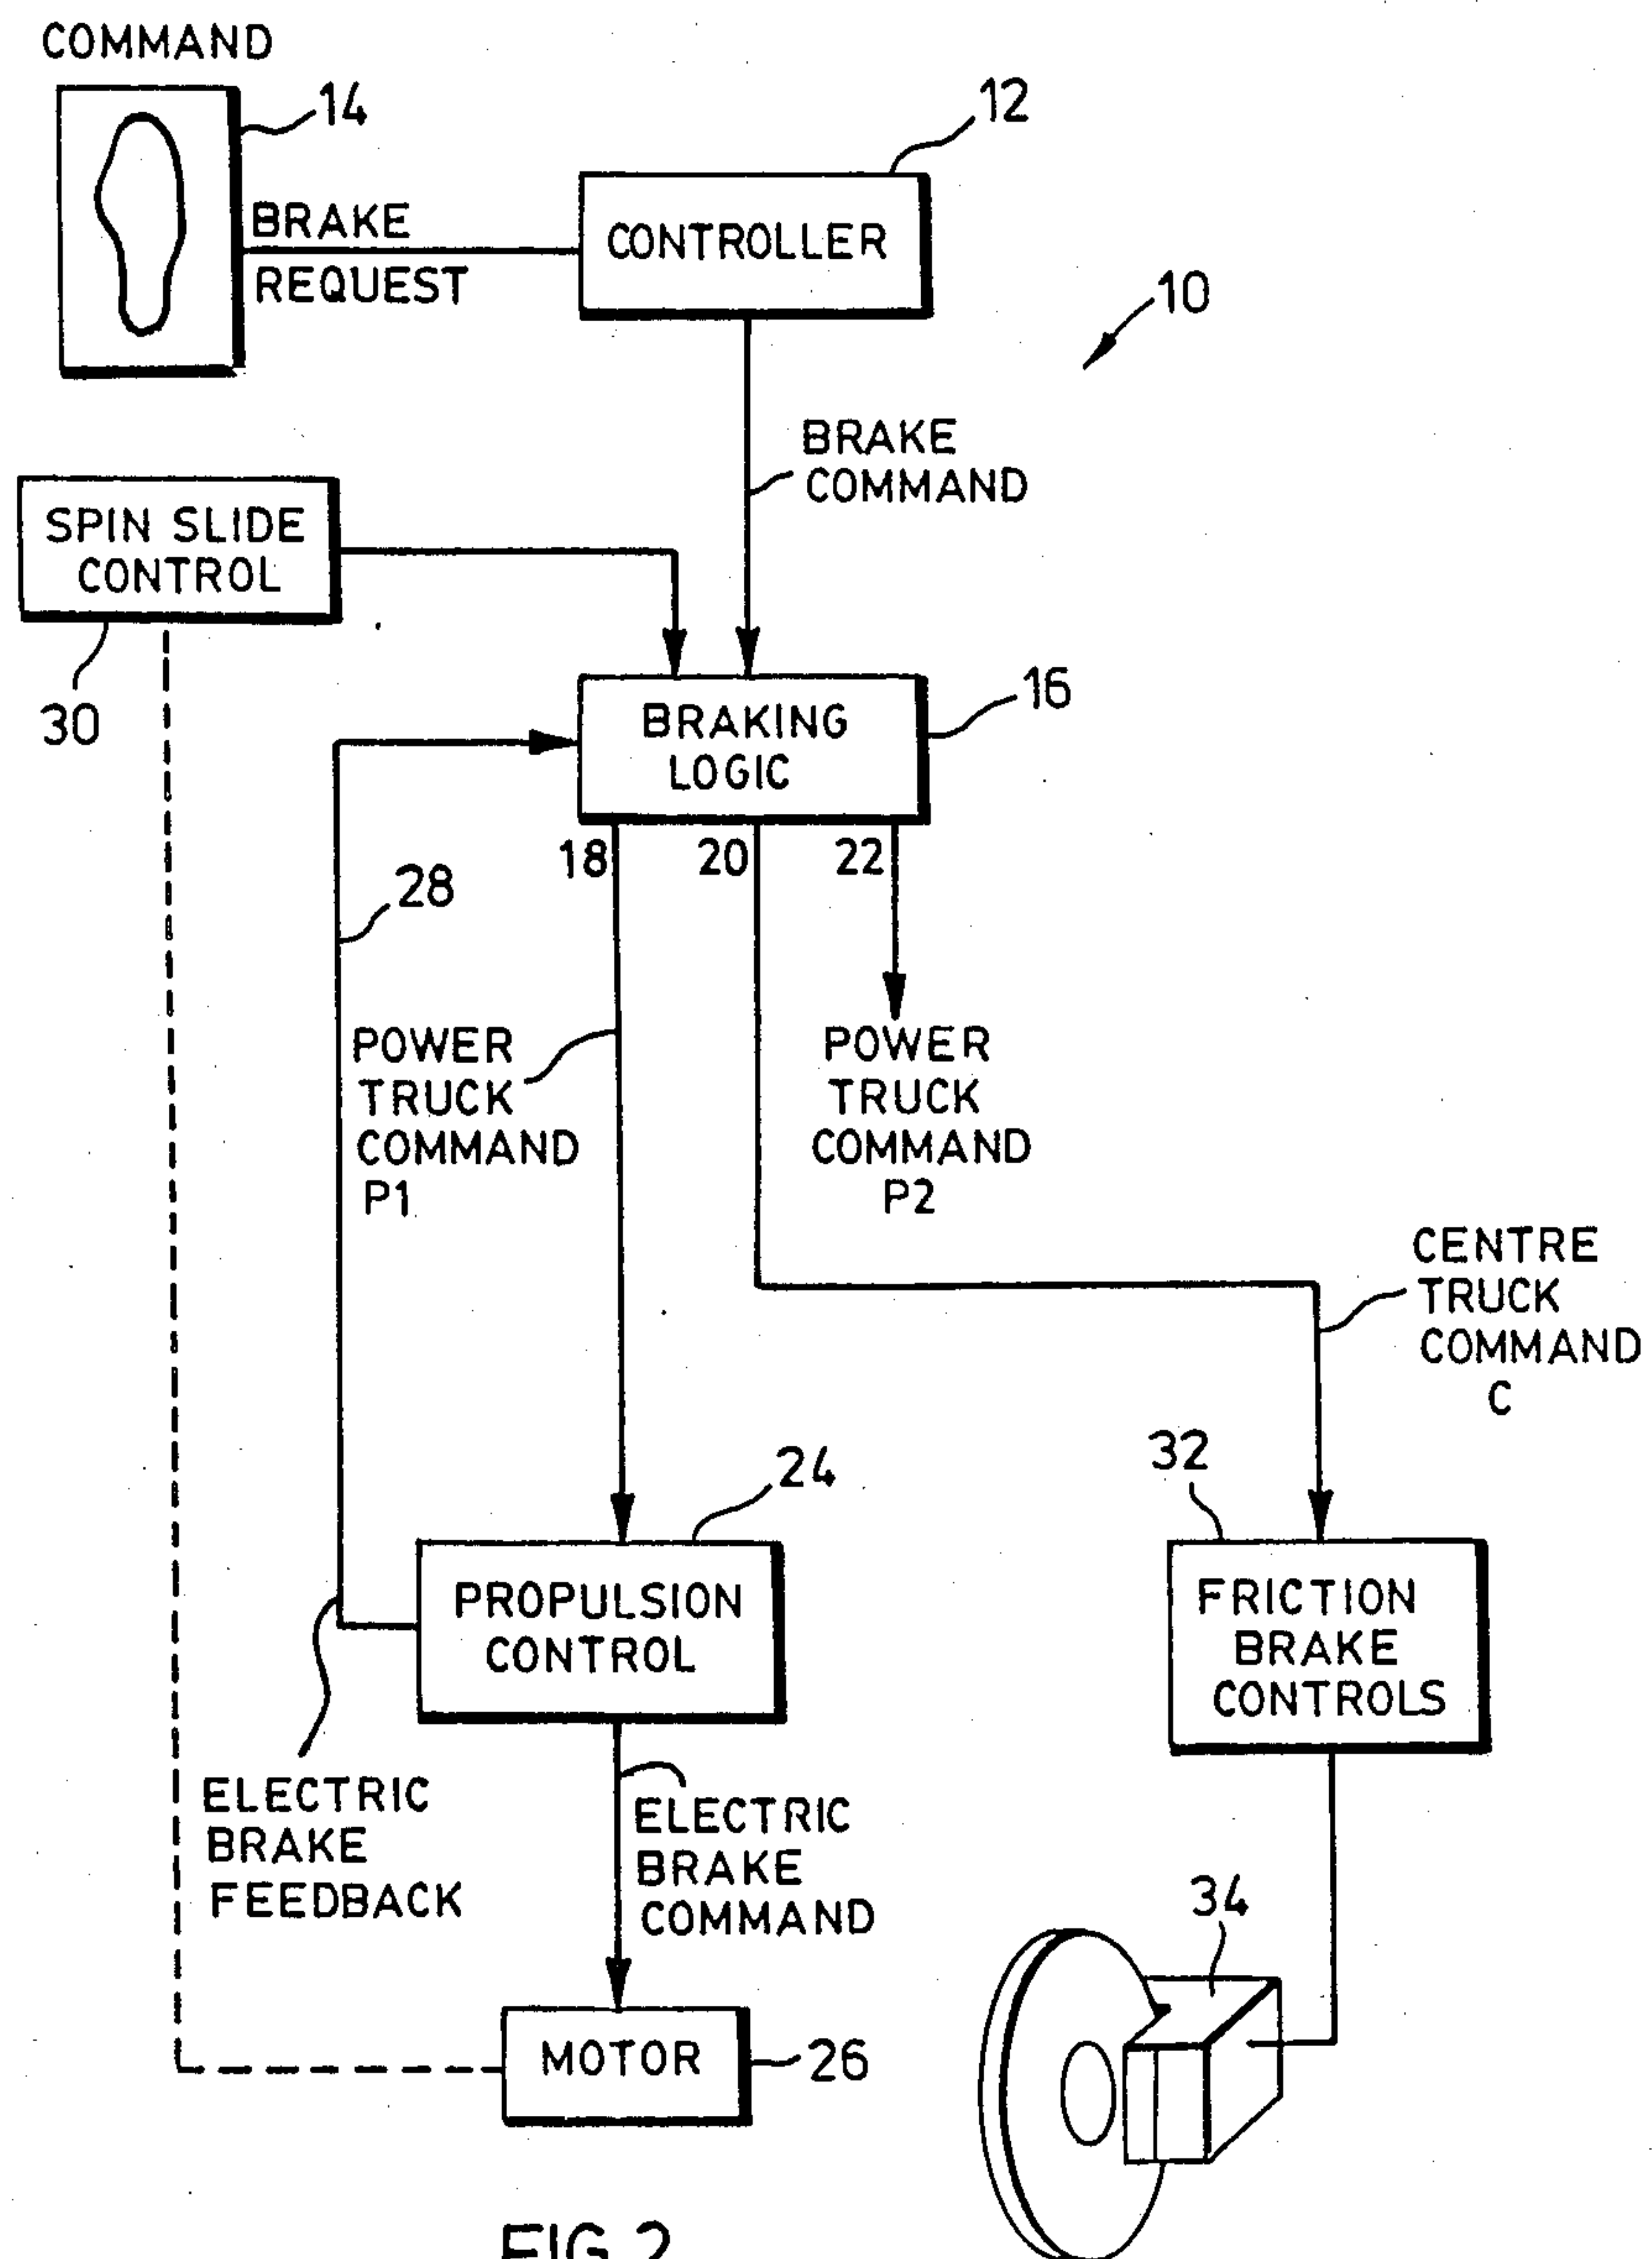 COMMAND
14
12
BRAKE
REQUEST
CONTROLLER
10
BRAKE
COMMAND
SPIN SLIDE
CONTROL
30
16
BRAKING
LOGIC
18
20
22
28
POWER
TRUCK
COMMAND
P1
POWER
TRUCK
COMMAND
P2
CENTRE
TRUCK
COMMAND
C
24
32
PROPULSION
CONTROL
FRICTION
BRAKE
CONTROLS
ELECTRIC
BRAKE
FEEDBACK
ELECTRIC
BRAKE
COMMAND
34
MOTOR
26
FIG.2